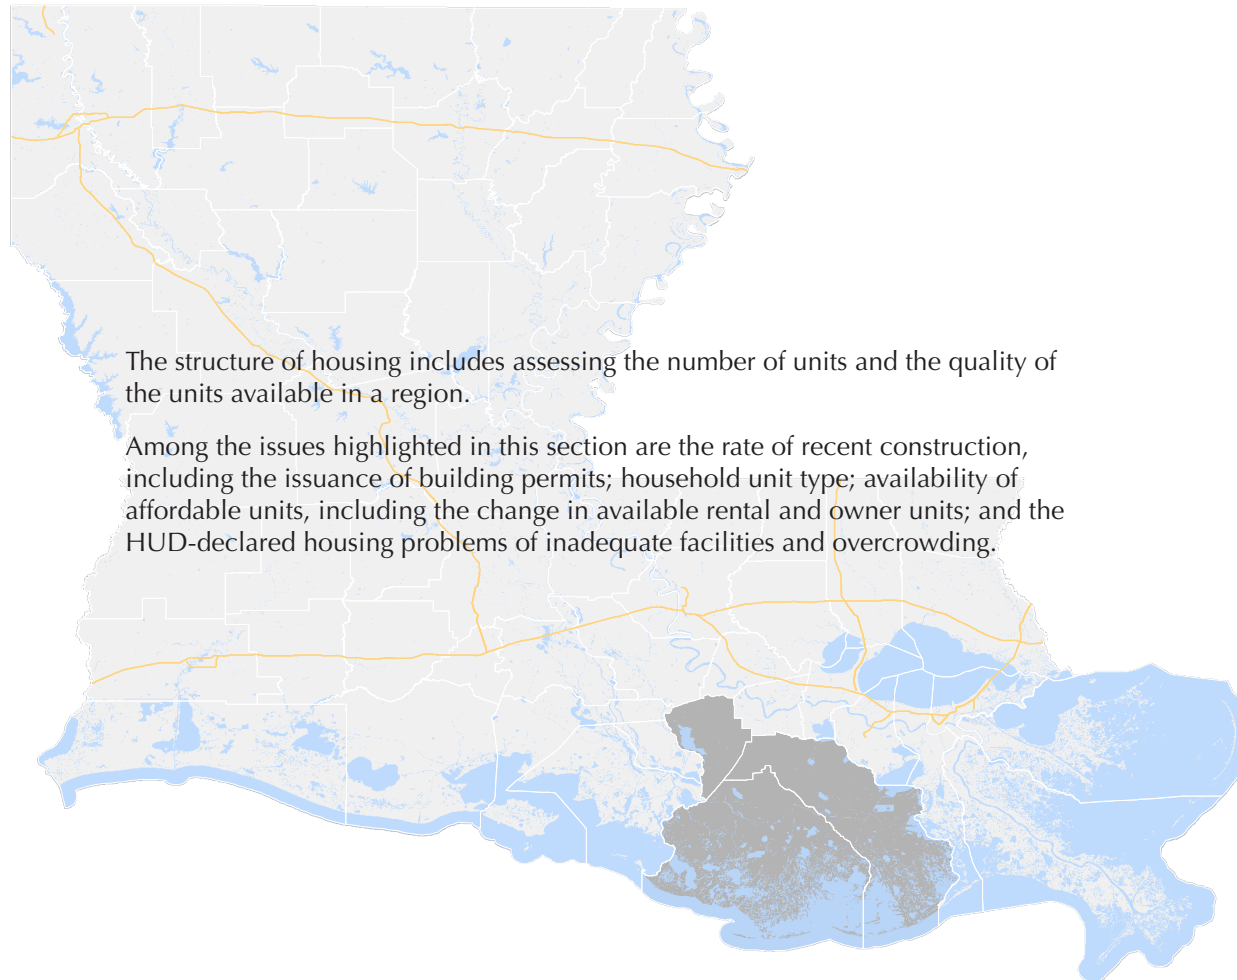 The structure of housing includes assessing the number of units and the quality of
the units available in a region.
Among the issues highlighted in this section are the rate of recent construction,
including the issuance of building permits; household unit type; availability of
affordable units, including the change in available rental and owner units; and the
HUD-declared housing problems of inadequate facilities and overcrowding.